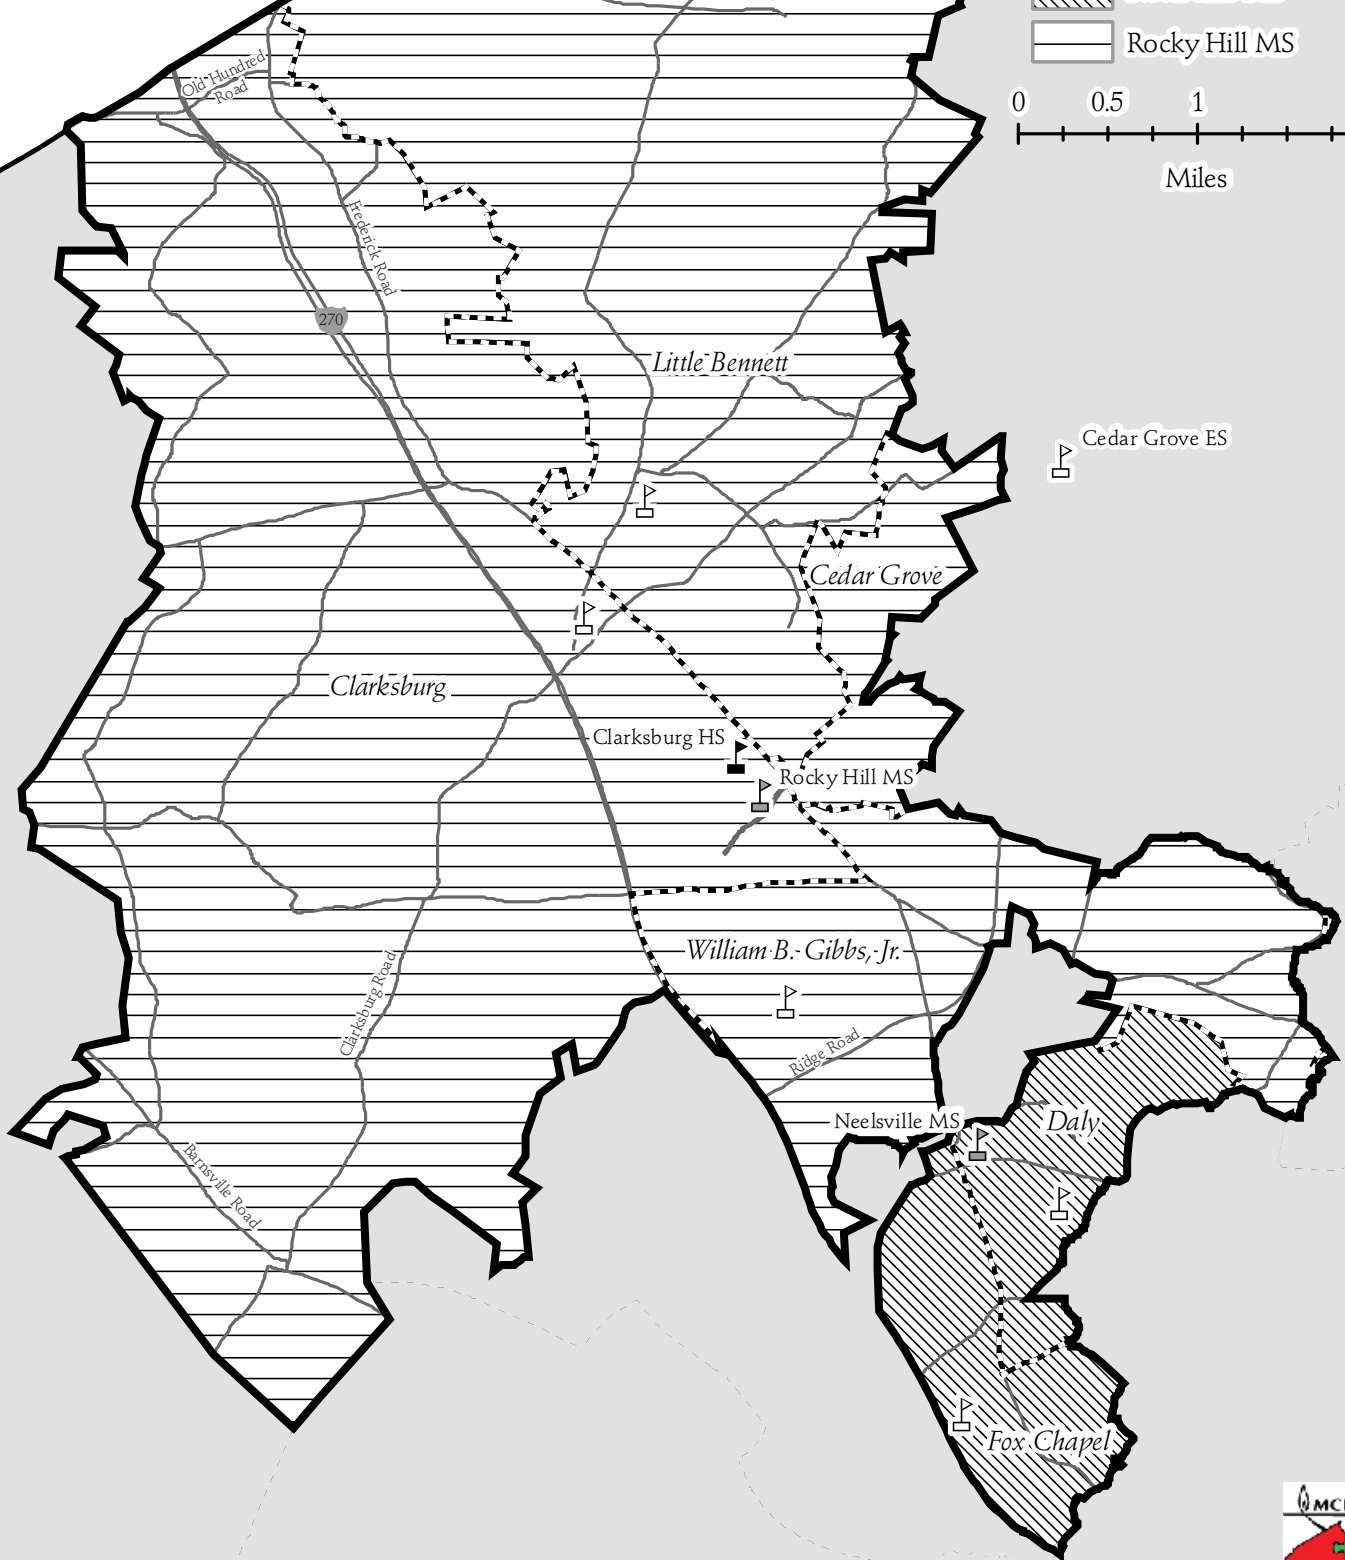 Rocky Hill MS
0 0.5 1
Miles
Old Hundred
Road
Frederick Road
270
Little Bennett
Cedar Grove ES
Cedar Grove
Clarksburg
Clarksburg HS
Rocky Hill MS
William B. Gibbs, Jr.
Clarksburg Road
Ridge Road
Neelsville MS
Daly
Barnsville Road
Fox Chapel